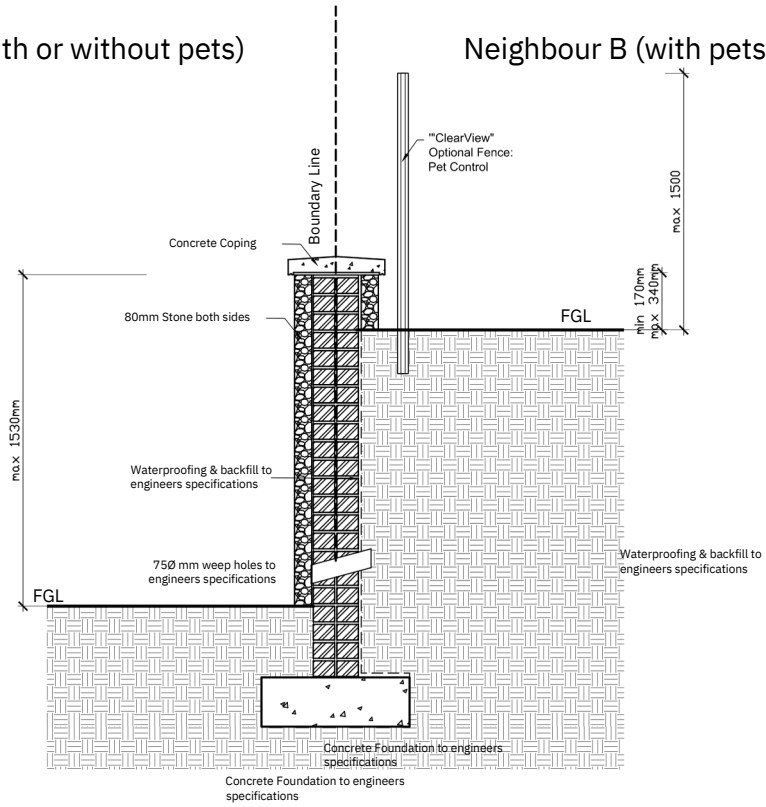 th or without pets)
Neighbour B (with pets
'"ClearView"
Optional Fence:
Pet Control
Boundary Line
max 1500
Concrete Coping
min 170mm
max 340mm
80mm Stone both sides
FGL
max 1530mm
Waterproofing & backfill to
engineers specifications
75Ø mm weep holes to
engineers specifications
Waterproofing & backfill to
engineers specifications
FGL
Concrete Foundation to engineers
specifications
Concrete Foundation to engineers
specifications